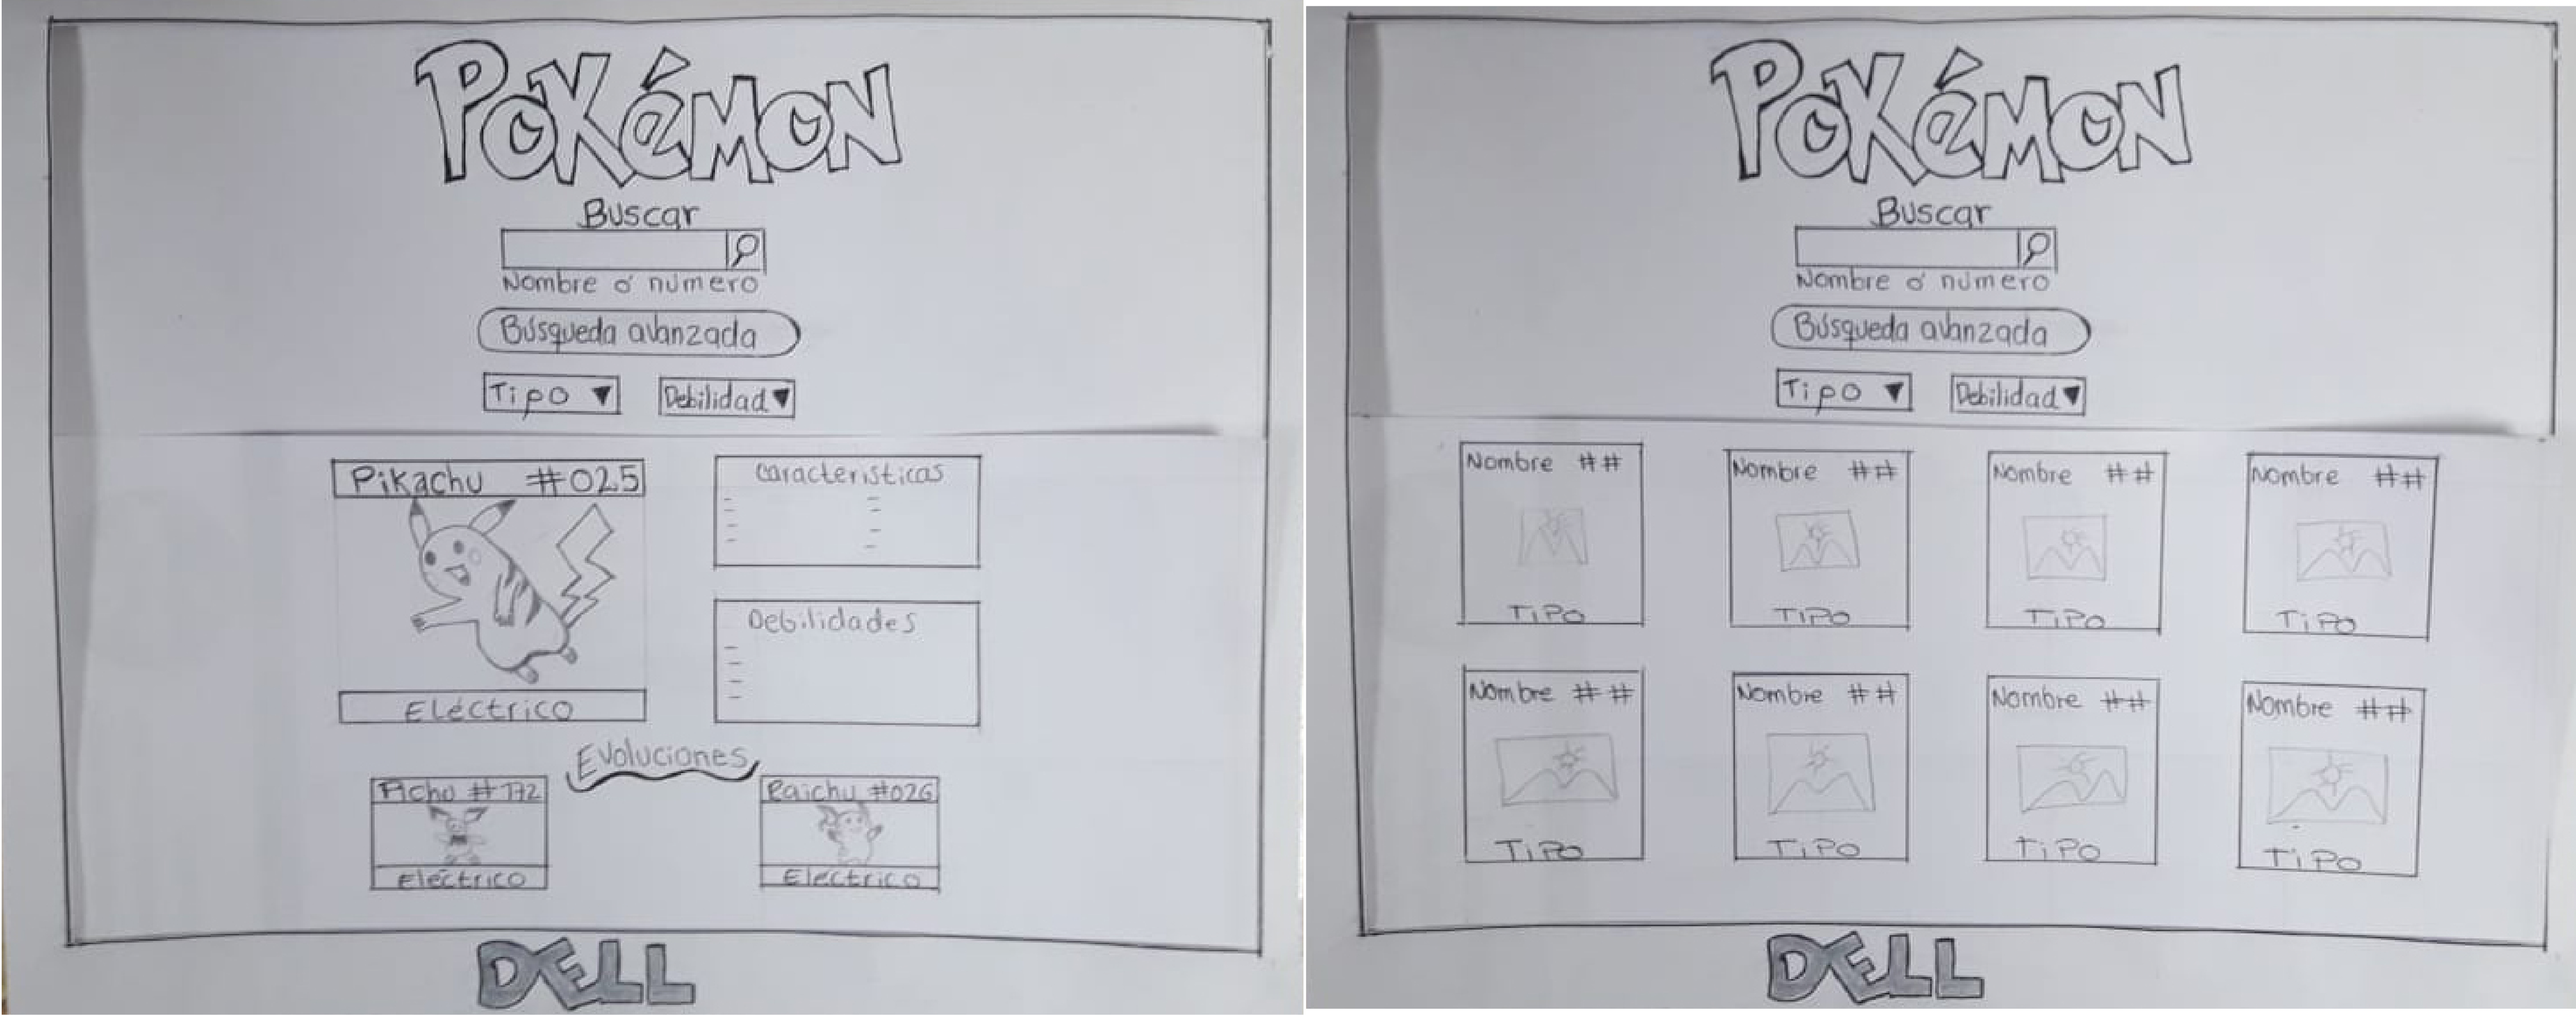 POKÉMON
Buscar
Nombre ó número
Búsqueda avanzada
Tipo Debilidad
Pikachu #025
Eléctrico
Características
Debilidades
Evoluciones
Pichu #172
Eléctrico
Raichu #026
Eléctrico
DELL
POKÉMON
Buscar
Nombre ó número
Búsqueda avanzada
Tipo Debilidad
Nombre ## Nombre ## Nombre ## Nombre ##
TIPO TIPO TIPO TIPO
Nombre ## Nombre ## Nombre ## Nombre ##
TIPO TIPO TIPO TIPO
DELL